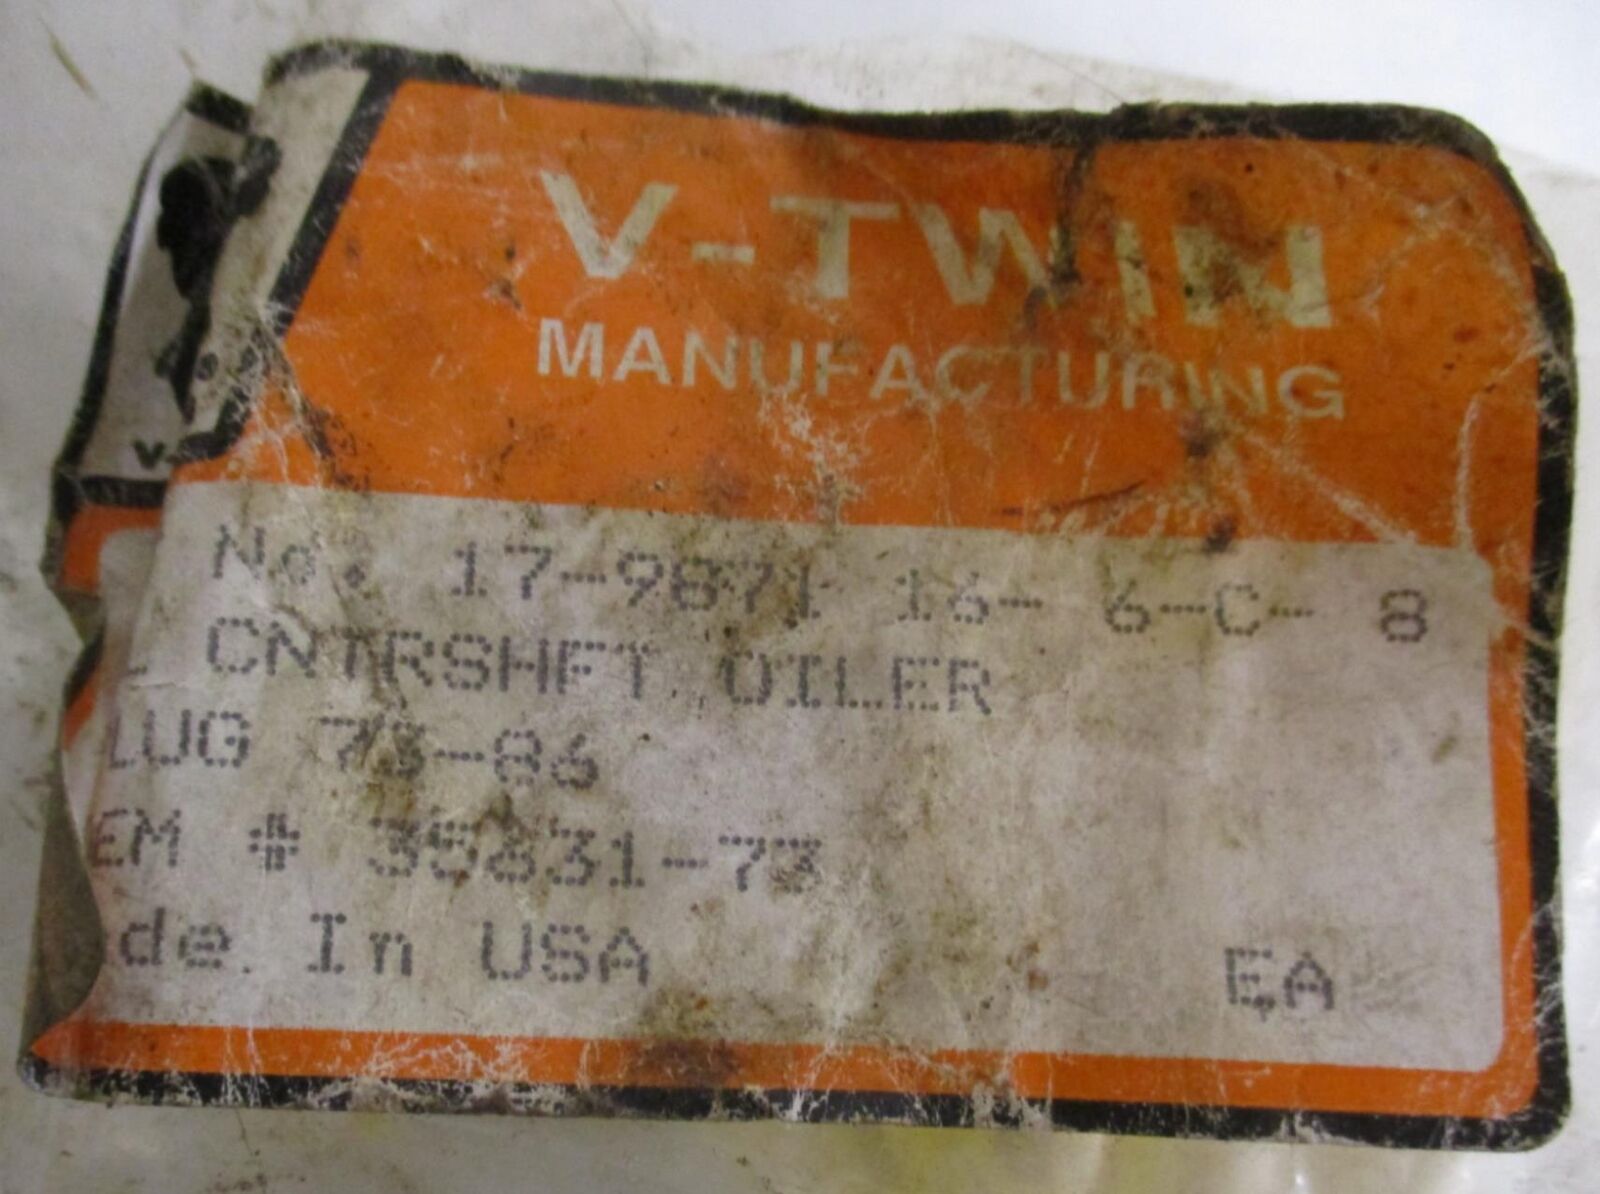 V-TWIN
MANUFACTURING
No. 17-9871 16- 6-C- 8
CNTRSHFT OILER
LUG 73-86
EM # 35831-73
de In USA EA